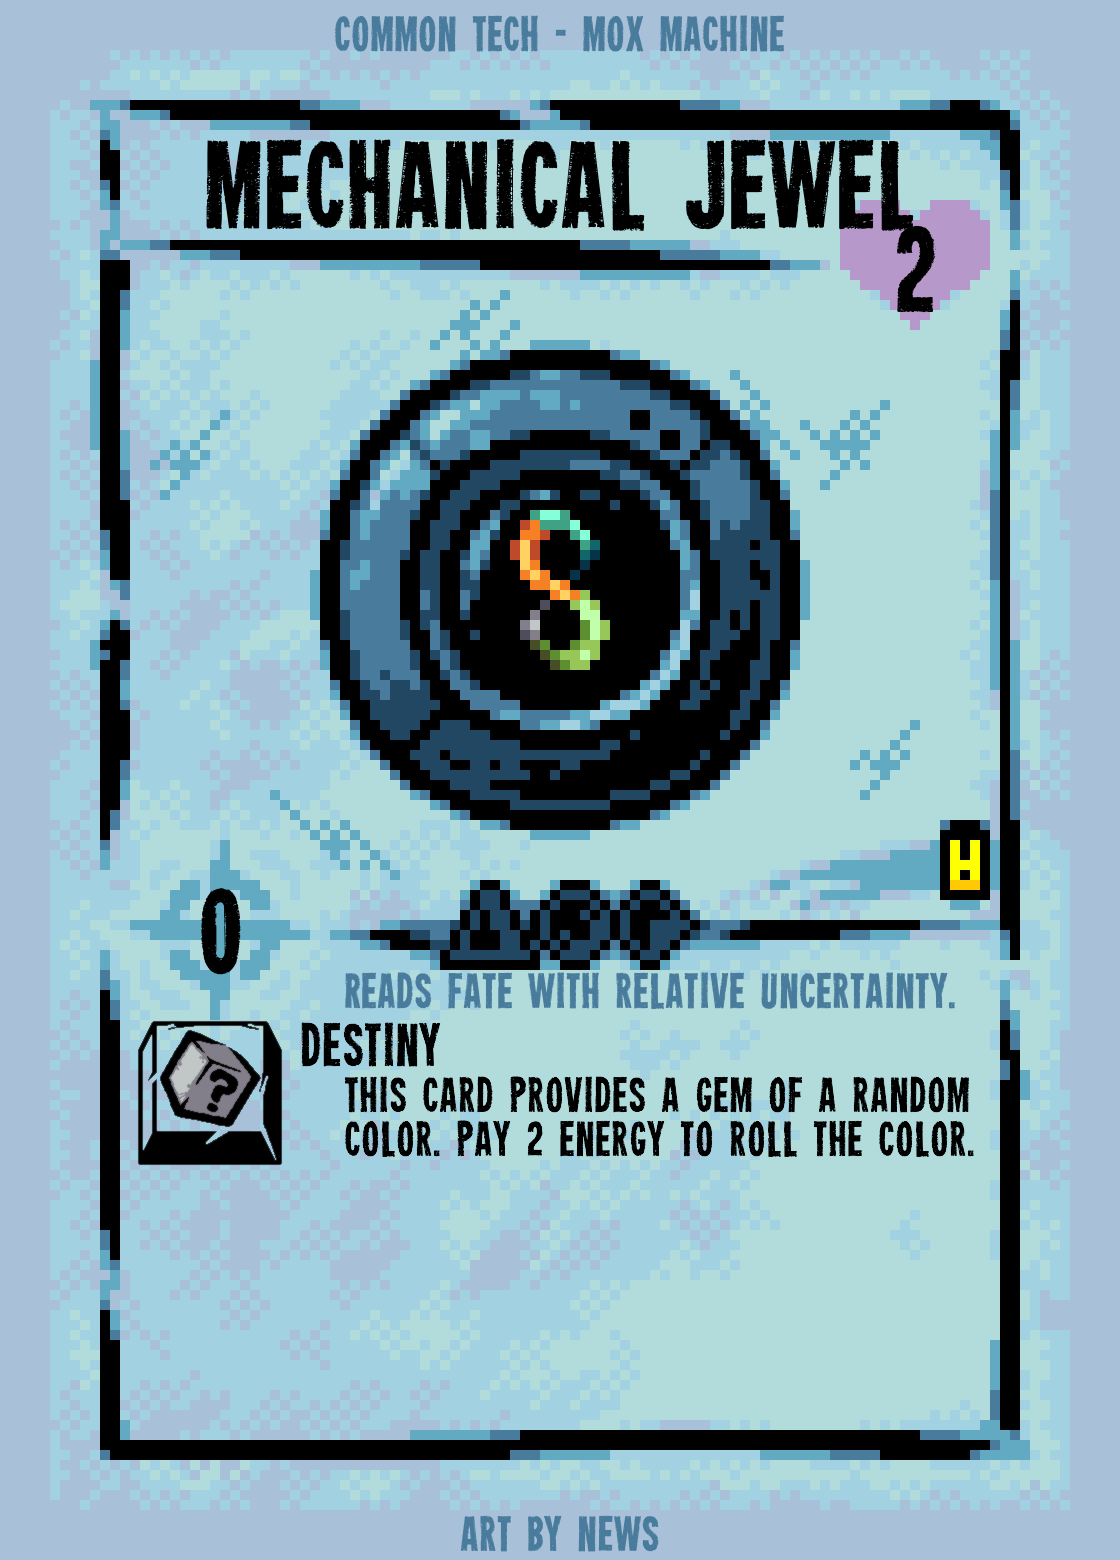 COMMON TECH - MOX MACHINE
MECHANICAL JEWEL
2
0
READS FATE WITH RELATIVE UNCERTAINTY.
?
DESTINY
THIS CARD PROVIDES A GEM OF A RANDOM
COLOR. PAY 2 ENERGY TO ROLL THE COLOR.
ART BY NEWS